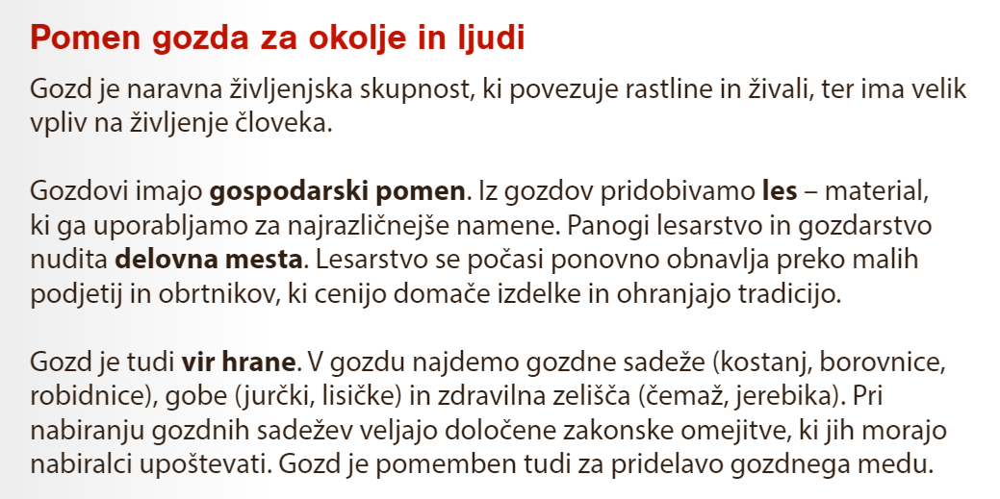 Pomen gozda za okolje in ljudi
Gozd je naravna življenjska skupnost, ki povezuje rastline in živali, ter ima velik
vpliv na življenje človeka.
Gozdovi imajo gospodarski pomen. Iz gozdov pridobivamo les – material,
ki ga uporabljamo za najrazličnejše namene. Panogi lesarstvo in gozdarstvo
nudita delovna mesta. Lesarstvo se počasi ponovno obnavlja preko malih
podjetij in obrtnikov, ki cenijo domače izdelke in ohranjajo tradicijo.
Gozd je tudi vir hrane. V gozdu najdemo gozdne sadeže (kostanj, borovnice,
robidnice), gobe (jurčki, lisičke) in zdravilna zelišča (čemaž, jerebika). Pri
nabiranju gozdnih sadežev veljajo določene zakonske omejitve, ki jih morajo
nabiralci upoštevati. Gozd je pomemben tudi za pridelavo gozdnega medu.